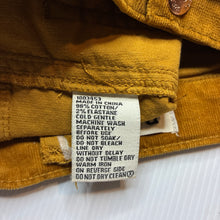 1003453
MADE IN CHINA
98% COTTON/
2% ELASTANE
COLD GENTLE
MACHINE WASH
SEPARATELY
BEFORE USE
DO NOT SOAK/
DO NOT BLEACH
LINE DRY
WITHOUT DELAY
DO NOT TUMBLE DRY
WARM IRON
ON REVERSE SIDE
DO NOT DRY CLEAN